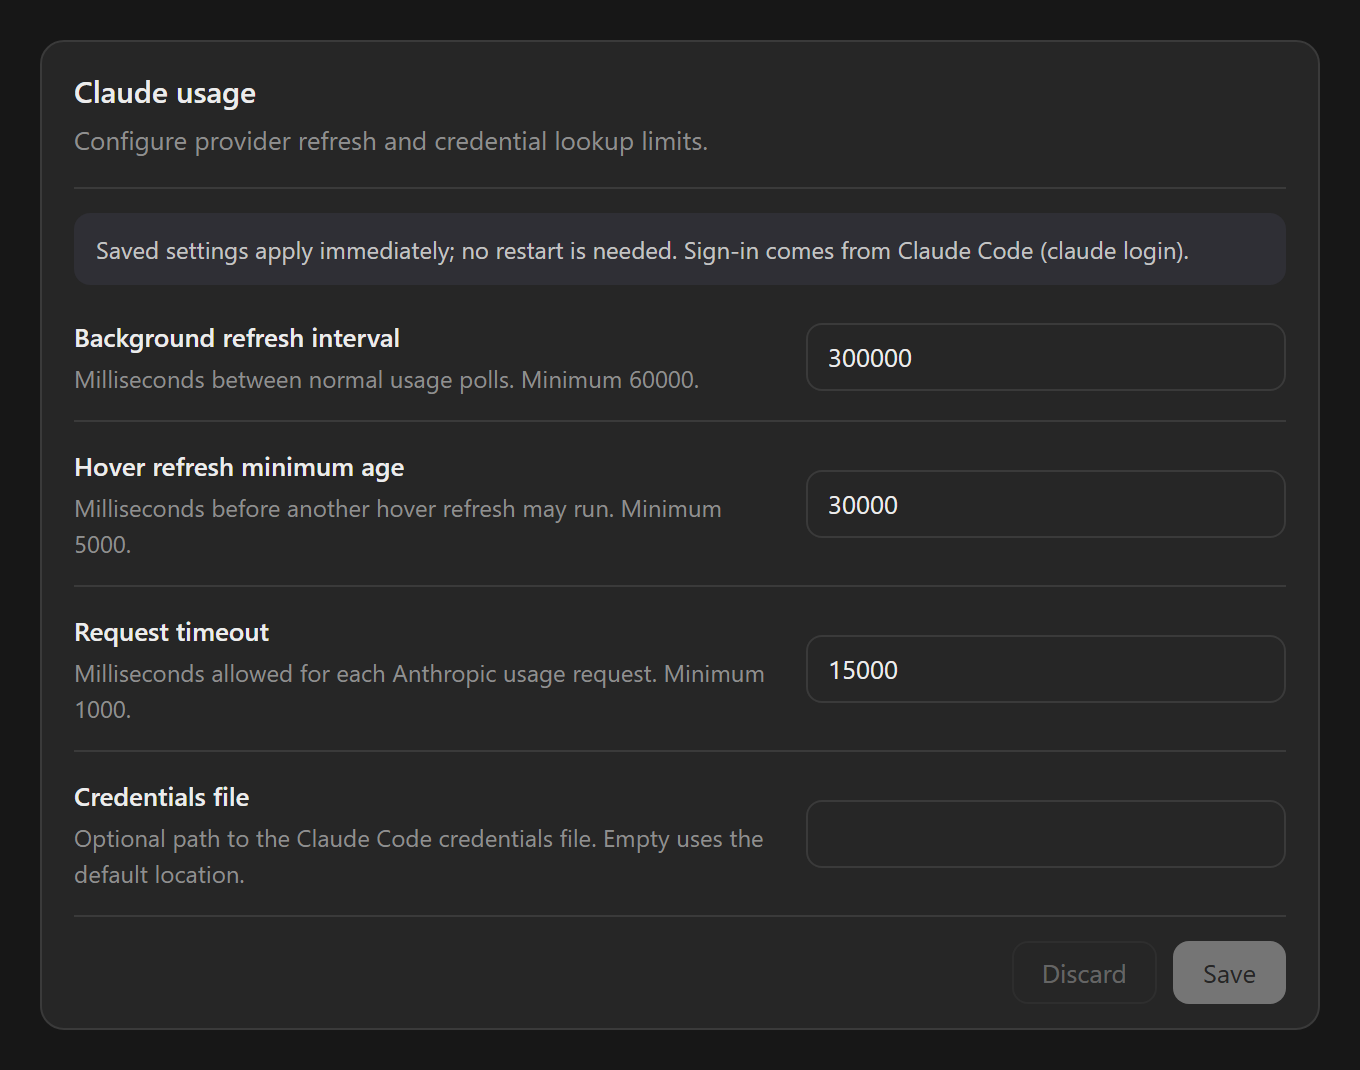 Claude usage
Configure provider refresh and credential lookup limits.
Saved settings apply immediately; no restart is needed. Sign-in comes from Claude Code (claude login).
Background refresh interval
Milliseconds between normal usage polls. Minimum 60000.
300000
Hover refresh minimum age
Milliseconds before another hover refresh may run. Minimum
5000.
30000
Request timeout
Milliseconds allowed for each Anthropic usage request. Minimum
1000.
15000
Credentials file
Optional path to the Claude Code credentials file. Empty uses the
default location.
Discard
Save